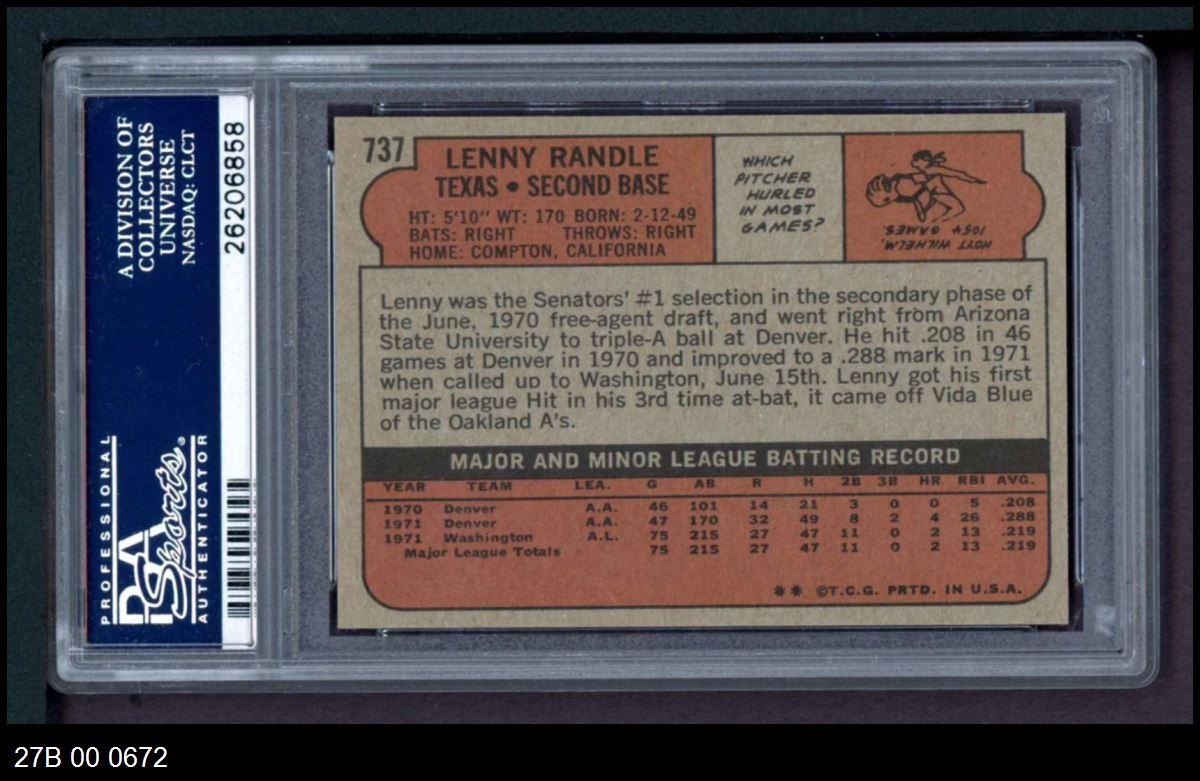 A DIVISION OF
COLLECTORS
UNIVERSE
NASDAQ: CLCT
26206858
PROFESSIONAL
PSA
Sports®
AUTHENTICATOR
737
LENNY RANDLE
TEXAS • SECOND BASE
HT: 5'10" WT: 170 BORN: 2-12-49
BATS: RIGHT THROWS: RIGHT
HOME: COMPTON, CALIFORNIA
WHICH
PITCHER
HURLED
IN MOST
GAMES?
HOYT WILHELM,
1054 GAMES.
Lenny was the Senators' #1 selection in the secondary phase of
the June, 1970 free-agent draft, and went right from Arizona
State University to triple-A ball at Denver. He hit .208 in 46
games at Denver in 1970 and improved to a .288 mark in 1971
when called up to Washington, June 15th. Lenny got his first
major league Hit in his 3rd time at-bat, it came off Vida Blue
of the Oakland A's.
MAJOR AND MINOR LEAGUE BATTING RECORD
YEAR TEAM LEA. G AB R H 2B 3B HR RBI AVG.
1970 Denver A.A. 46 101 14 21 3 0 0 5 .208
1971 Denver A.A. 47 170 32 49 8 2 4 26 .288
1971 Washington A.L. 75 215 27 47 11 0 2 13 .219
Major League Totals 75 215 27 47 11 0 2 13 .219
** ©T.C.G. PRTD. IN U.S.A.
27B 00 0672